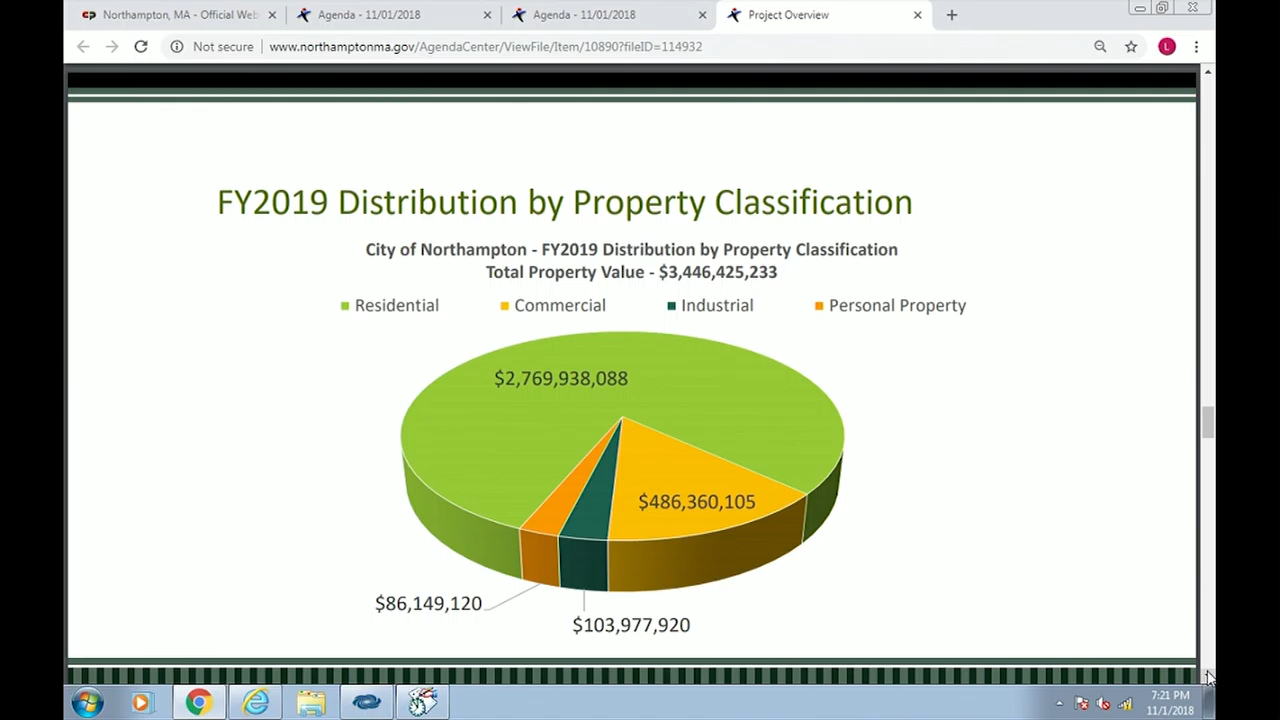 Northampton, MA - Official Web
Agenda - 11/01/2018
Agenda - 11/01/2018
Project Overview
Not secure
www.northamptonma.gov/AgendaCenter/ViewFile/Item/10890?fileID=114932
L
FY2019 Distribution by Property Classification
City of Northampton - FY2019 Distribution by Property Classification
Total Property Value - $3,446,425,233
Residential Commercial Industrial Personal Property
$2,769,938,088
$486,360,105
$86,149,120
$103,977,920
7:21 PM
11/1/2018